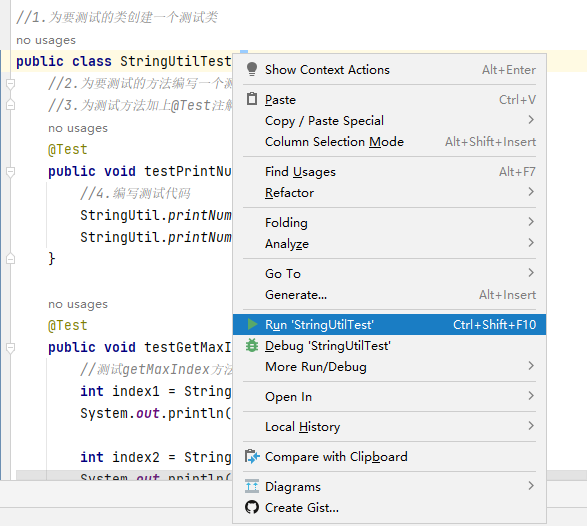 //1.为要测试的类创建一个测试类
no usages
public class StringUtilTest
//2.为要测试的方法编写一个
//3.为测试方法加上@Test注解
no usages
@Test
public void testPrintNu
//4.编写测试代码
StringUtil.printNum
StringUtil.printNum
}
no usages
@Test
public void testGetMaxI
//测试getMaxIndex方法
int index1 = String
System.out.println(
int index2 = String
System.out.println(
Show Context Actions Alt+Enter
Paste Ctrl+V
Copy / Paste Special
Column Selection Mode Alt+Shift+Insert
Find Usages Alt+F7
Refactor
Folding
Analyze
Go To
Generate... Alt+Insert
Run 'StringUtilTest' Ctrl+Shift+F10
Debug 'StringUtilTest'
More Run/Debug
Open In
Local History
Compare with Clipboard
Diagrams
Create Gist...